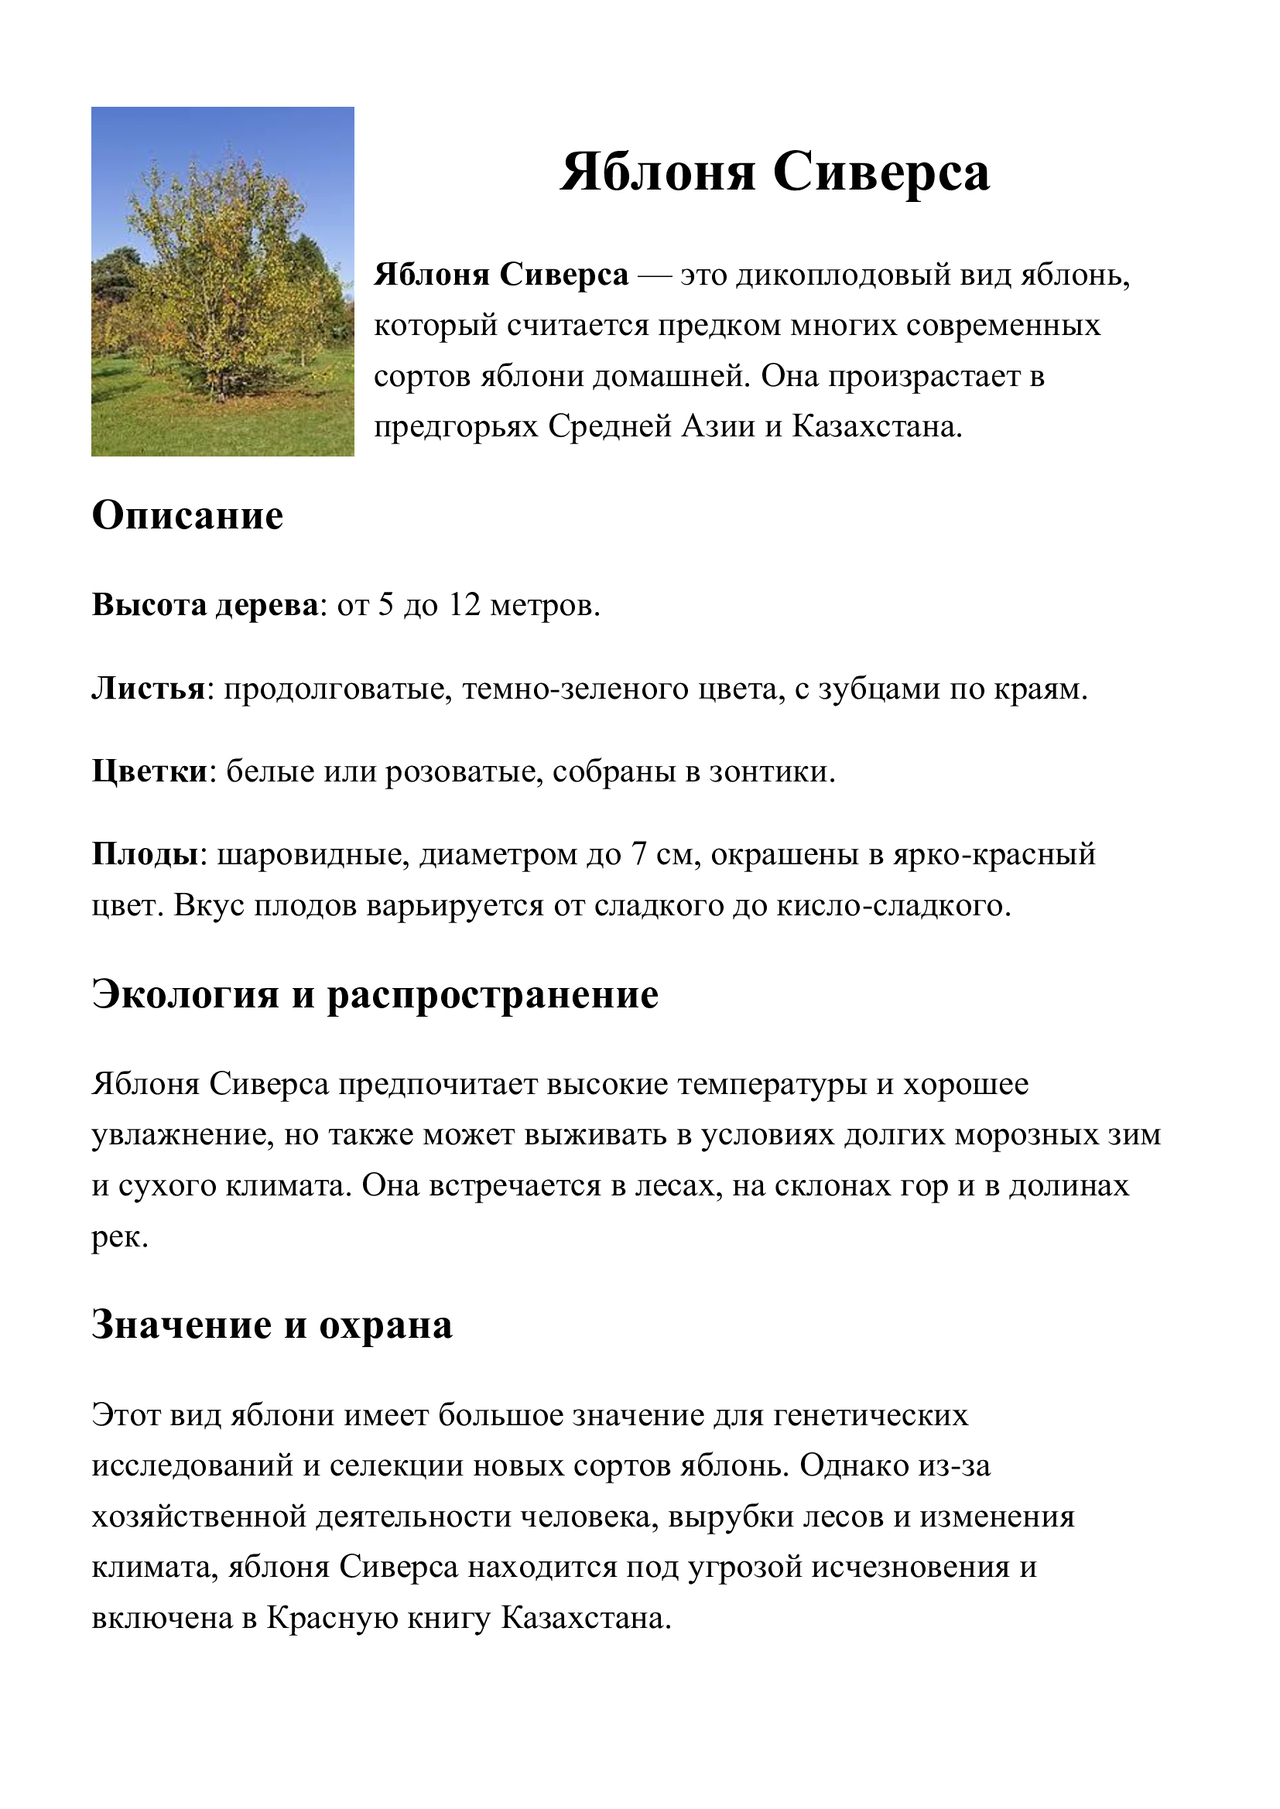 Яблоня Сиверса
Яблоня Сиверса — это дикоплодовый вид яблонь,
который считается предком многих современных
сортов яблони домашней. Она произрастает в
предгорьях Средней Азии и Казахстана.
Описание
Высота дерева: от 5 до 12 метров.
Листья: продолговатые, темно-зеленого цвета, с зубцами по краям.
Цветки: белые или розоватые, собраны в зонтики.
Плоды: шаровидные, диаметром до 7 см, окрашены в ярко-красный
цвет. Вкус плодов варьируется от сладкого до кисло-сладкого.
Экология и распространение
Яблоня Сиверса предпочитает высокие температуры и хорошее
увлажнение, но также может выживать в условиях долгих морозных зим
и сухого климата. Она встречается в лесах, на склонах гор и в долинах
рек.
Значение и охрана
Этот вид яблони имеет большое значение для генетических
исследований и селекции новых сортов яблонь. Однако из-за
хозяйственной деятельности человека, вырубки лесов и изменения
климата, яблоня Сиверса находится под угрозой исчезновения и
включена в Красную книгу Казахстана.